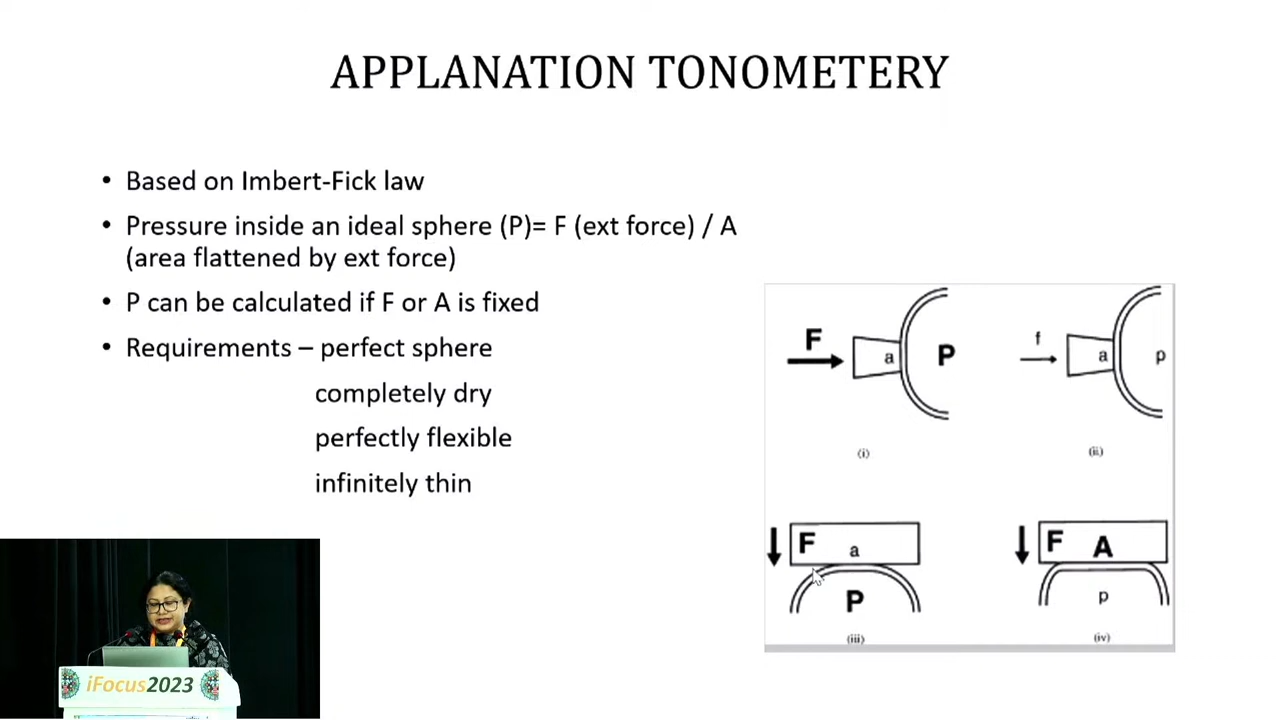 APPLANATION TONOMETERY
• Based on Imbert-Fick law
• Pressure inside an ideal sphere (P)= F (ext force) / A
(area flattened by ext force)
• P can be calculated if F or A is fixed
• Requirements – perfect sphere
completely dry
perfectly flexible
infinitely thin
F a P
f a p
(i)
(ii)
F a
P
(iii)
F A
p
(iv)
iFocus2023